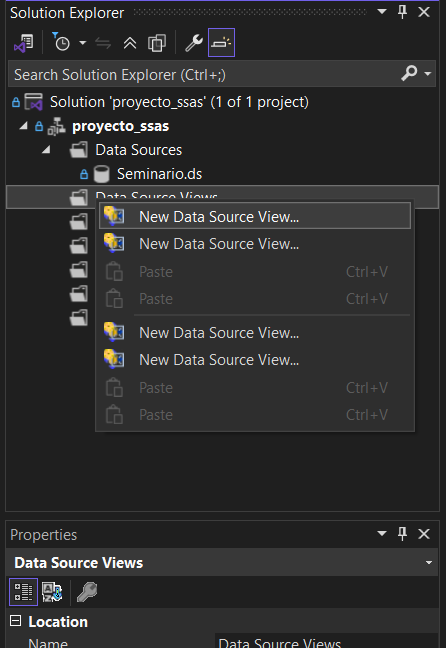 Solution Explorer
Search Solution Explorer (Ctrl+;)
Solution 'proyecto_ssas' (1 of 1 project)
proyecto_ssas
Data Sources
Seminario.ds
Data Source Views
New Data Source View...
New Data Source View...
Paste Ctrl+V
Paste Ctrl+V
New Data Source View...
New Data Source View...
Paste Ctrl+V
Paste Ctrl+V
Properties
Data Source Views
Location
Name Data Source Views